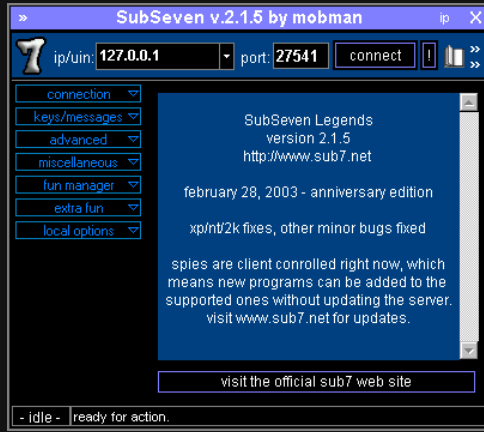 » SubSeven v.2.1.5 by mobman ip X
7 ip/uin: 127.0.0.1 port: 27541 connect ! »
connection
keys/messages
advanced
miscellaneous
fun manager
extra fun
local options
SubSeven Legends
version 2.1.5
http://www.sub7.net
february 28, 2003 - anniversary edition
xp/nt/2k fixes, other minor bugs fixed
spies are client conrolled right now, which
means new programs can be added to the
supported ones without updating the server.
visit www.sub7.net for updates.
visit the official sub7 web site
- idle - ready for action.